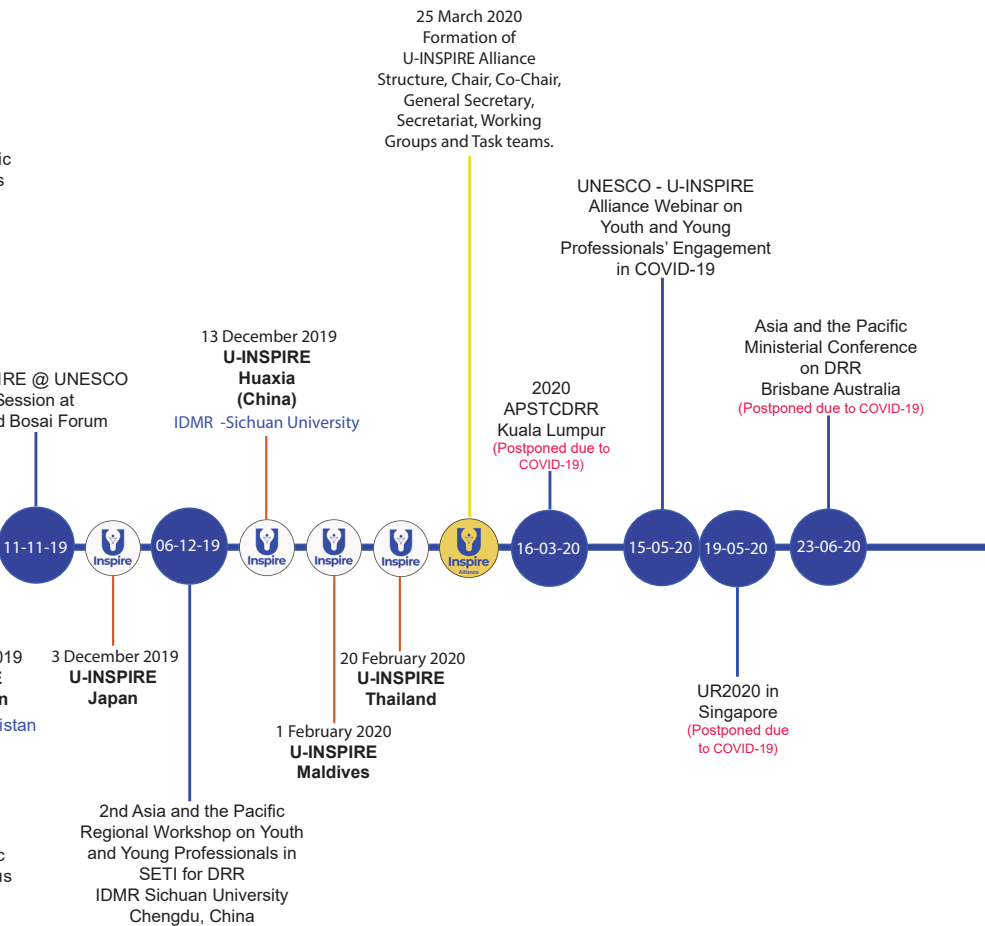 25 March 2020
Formation of
U-INSPIRE Alliance
Structure, Chair, Co-Chair,
General Secretary,
Secretariat, Working
Groups and Task teams.
ic
s
UNESCO - U-INSPIRE
Alliance Webinar on
Youth and Young
Professionals' Engagement
in COVID-19
13 December 2019
U-INSPIRE
Huaxia
(China)
IDMR -Sichuan University
Asia and the Pacific
Ministerial Conference
on DRR
Brisbane Australia
(Postponed due to COVID-19)
IRE @ UNESCO
Session at
d Bosai Forum
2020
APSTCDRR
Kuala Lumpur
(Postponed due to
COVID-19)
11-11-19
U
Inspire
06-12-19
U
Inspire
U
Inspire
U
Inspire
U
Inspire
Alliance
16-03-20
15-05-20
19-05-20
23-06-20
019
E
n
istan
3 December 2019
U-INSPIRE
Japan
20 February 2020
U-INSPIRE
Thailand
1 February 2020
U-INSPIRE
Maldives
UR2020 in
Singapore
(Postponed due
to COVID-19)
2nd Asia and the Pacific
Regional Workshop on Youth
and Young Professionals in
SETI for DRR
IDMR Sichuan University
Chengdu, China
c
us